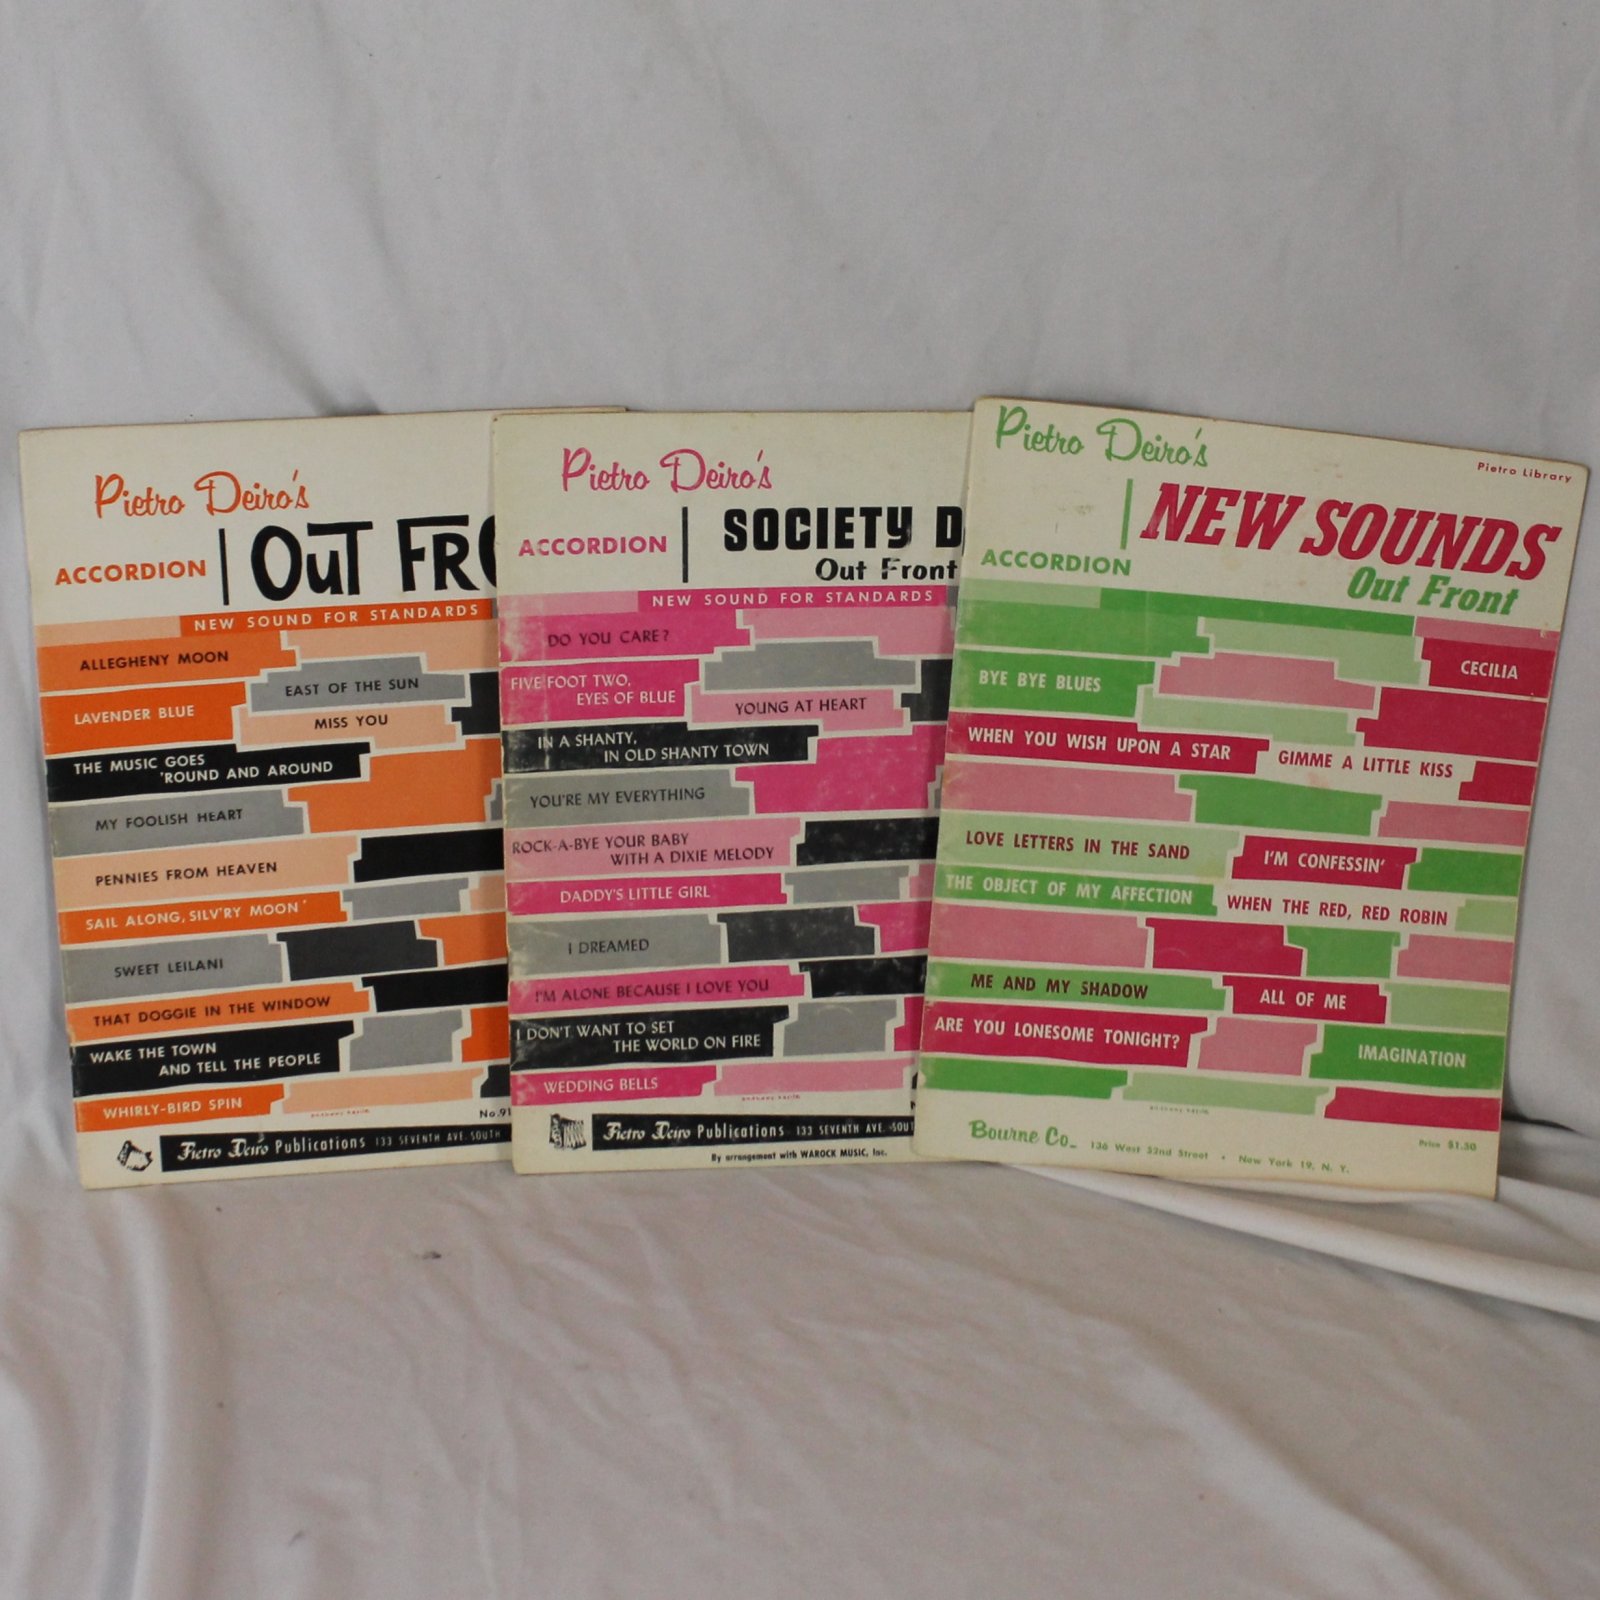 Pietro Deiro's
ACCORDION
OUT FR
NEW SOUND FOR STANDARDS
ALLEGHENY MOON
EAST OF THE SUN
LAVENDER BLUE
MISS YOU
THE MUSIC GOES
'ROUND AND AROUND
MY FOOLISH HEART
PENNIES FROM HEAVEN
SAIL ALONG, SILV'RY MOON'
SWEET LEILANI
THAT DOGGIE IN THE WINDOW
WAKE THE TOWN
AND TELL THE PEOPLE
WHIRLY-BIRD SPIN
No.91
Pietro Deiro Publications 133 SEVENTH AVE. SOUTH
Pietro Deiro's
ACCORDION
SOCIETY D
Out Front
NEW SOUND FOR STANDARDS
DO YOU CARE?
FIVE FOOT TWO,
EYES OF BLUE
YOUNG AT HEART
IN A SHANTY,
IN OLD SHANTY TOWN
YOU'RE MY EVERYTHING
ROCK-A-BYE YOUR BABY
WITH A DIXIE MELODY
DADDY'S LITTLE GIRL
I DREAMED
I'M ALONE BECAUSE I LOVE YOU
I DON'T WANT TO SET
THE WORLD ON FIRE
WEDDING BELLS
Pietro Deiro Publications 133 SEVENTH AVE. SOUT
By arrangement with WAROCK MUSIC, Inc.
Pietro Deiro's
Pietro Library
ACCORDION
NEW SOUNDS
Out Front
CECILIA
BYE BYE BLUES
WHEN YOU WISH UPON A STAR
GIMME A LITTLE KISS
LOVE LETTERS IN THE SAND
I'M CONFESSIN'
THE OBJECT OF MY AFFECTION
WHEN THE RED, RED ROBIN
ME AND MY SHADOW
ALL OF ME
ARE YOU LONESOME TONIGHT?
IMAGINATION
Bourne Co. 136 West 52nd Street • New York 19, N. Y.
Price $1.50